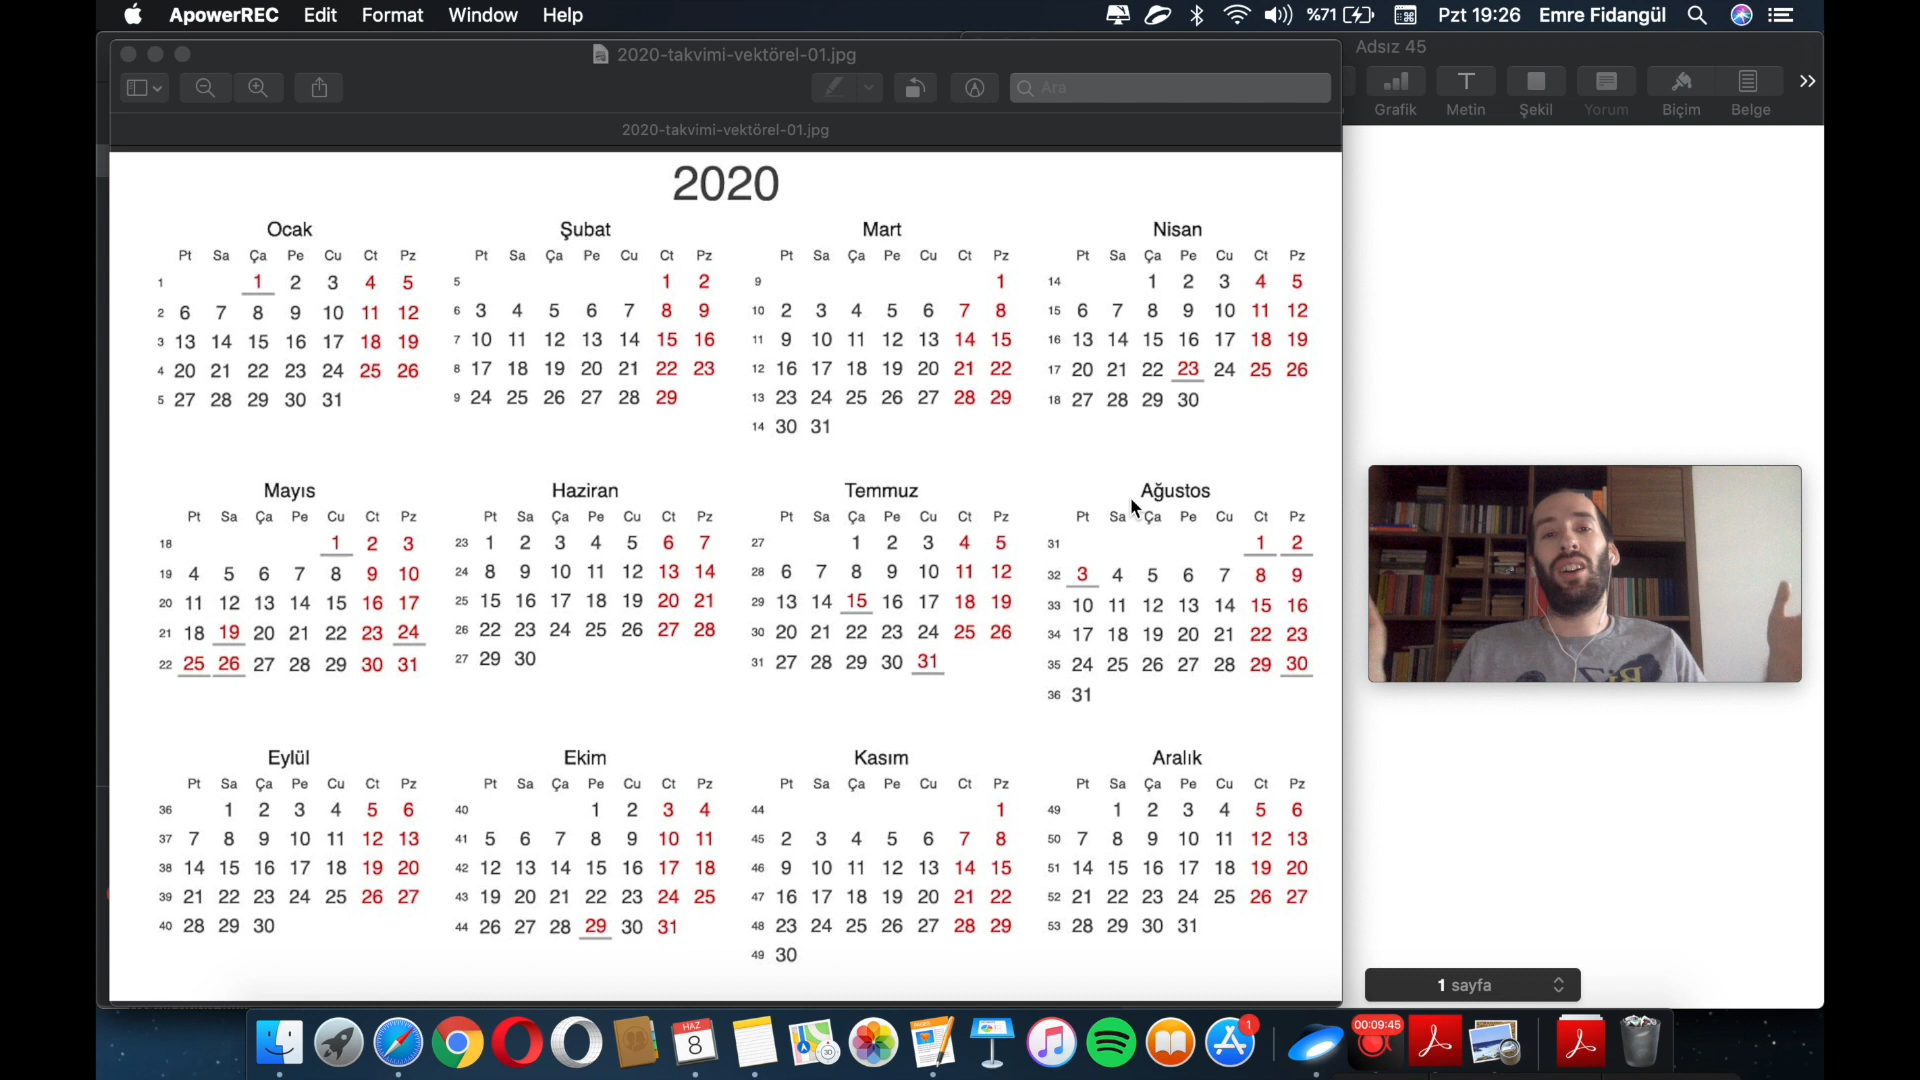 ApowerREC Edit Format Window Help %71 Pzt 19:26 Emre Fidangül
2020-takvimi-vektörel-01.jpg
Adsız 45
Ara
Grafik Metin Şekil Yorum Biçim Belge
2020-takvimi-vektörel-01.jpg
2020
Ocak Şubat Mart Nisan
Pt Sa Ça Pe Cu Ct Pz Pt Sa Ça Pe Cu Ct Pz Pt Sa Ça Pe Cu Ct Pz Pt Sa Ça Pe Cu Ct Pz
1 1 2 3 4 5 5 1 2 9 1 14 1 2 3 4 5
2 6 7 8 9 10 11 12 6 3 4 5 6 7 8 9 10 2 3 4 5 6 7 8 15 6 7 8 9 10 11 12
3 13 14 15 16 17 18 19 7 10 11 12 13 14 15 16 11 9 10 11 12 13 14 15 16 13 14 15 16 17 18 19
4 20 21 22 23 24 25 26 8 17 18 19 20 21 22 23 12 16 17 18 19 20 21 22 17 20 21 22 23 24 25 26
5 27 28 29 30 31 9 24 25 26 27 28 29 13 23 24 25 26 27 28 29 18 27 28 29 30
14 30 31
Mayıs Haziran Temmuz Ağustos
Pt Sa Ça Pe Cu Ct Pz Pt Sa Ça Pe Cu Ct Pz Pt Sa Ça Pe Cu Ct Pz Pt Sa Ça Pe Cu Ct Pz
18 1 2 3 23 1 2 3 4 5 6 7 27 1 2 3 4 5 31 1 2
19 4 5 6 7 8 9 10 24 8 9 10 11 12 13 14 28 6 7 8 9 10 11 12 32 3 4 5 6 7 8 9
20 11 12 13 14 15 16 17 25 15 16 17 18 19 20 21 29 13 14 15 16 17 18 19 33 10 11 12 13 14 15 16
21 18 19 20 21 22 23 24 26 22 23 24 25 26 27 28 30 20 21 22 23 24 25 26 34 17 18 19 20 21 22 23
22 25 26 27 28 29 30 31 27 29 30 31 27 28 29 30 31 35 24 25 26 27 28 29 30
36 31
Eylül Ekim Kasım Aralık
Pt Sa Ça Pe Cu Ct Pz Pt Sa Ça Pe Cu Ct Pz Pt Sa Ça Pe Cu Ct Pz Pt Sa Ça Pe Cu Ct Pz
36 1 2 3 4 5 6 40 1 2 3 4 44 1 49 1 2 3 4 5 6
37 7 8 9 10 11 12 13 41 5 6 7 8 9 10 11 45 2 3 4 5 6 7 8 50 7 8 9 10 11 12 13
38 14 15 16 17 18 19 20 42 12 13 14 15 16 17 18 46 9 10 11 12 13 14 15 51 14 15 16 17 18 19 20
39 21 22 23 24 25 26 27 43 19 20 21 22 23 24 25 47 16 17 18 19 20 21 22 52 21 22 23 24 25 26 27
40 28 29 30 44 26 27 28 29 30 31 48 23 24 25 26 27 28 29 53 28 29 30 31
49 30
1 sayfa
HAZ
8
PAGES
1
00:09:45